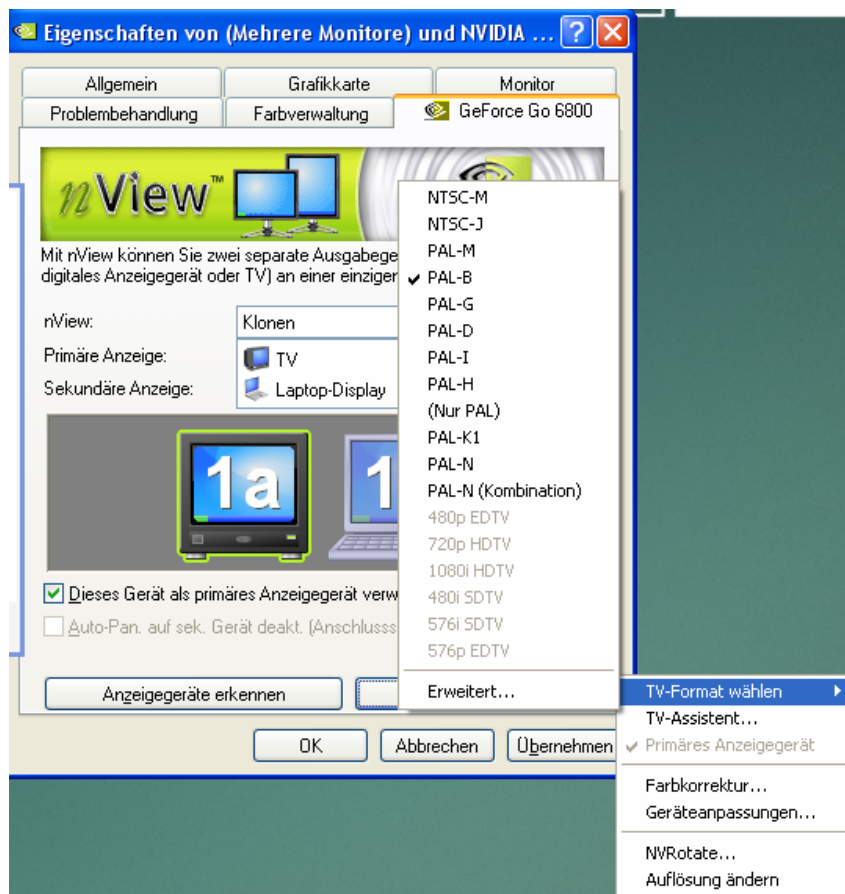 Eigenschaften von (Mehrere Monitore) und NVIDIA ...
Allgemein
Grafikkarte
Monitor
Problembehandlung
Farbverwaltung
GeForce Go 6800
nView™
Mit nView können Sie zwei separate Ausgabege
digitales Anzeigegerät oder TV) an einer einziger
nView:
Klonen
Primäre Anzeige:
TV
Sekundäre Anzeige:
Laptop-Display
1a
1
Dieses Gerät als primäres Anzeigegerät verw
Auto-Pan. auf sek. Gerät deakt. (Anschlusss
Anzeigegeräte erkennen
OK
Abbrechen
Übernehmen
NTSC-M
NTSC-J
PAL-M
PAL-B
PAL-G
PAL-D
PAL-I
PAL-H
(Nur PAL)
PAL-K1
PAL-N
PAL-N (Kombination)
480p EDTV
720p HDTV
1080i HDTV
480i SDTV
576i SDTV
576p EDTV
Erweitert...
TV-Format wählen
TV-Assistent...
Primäres Anzeigegerät
Farbkorrektur...
Geräteanpassungen...
NVRotate...
Auflösung ändern